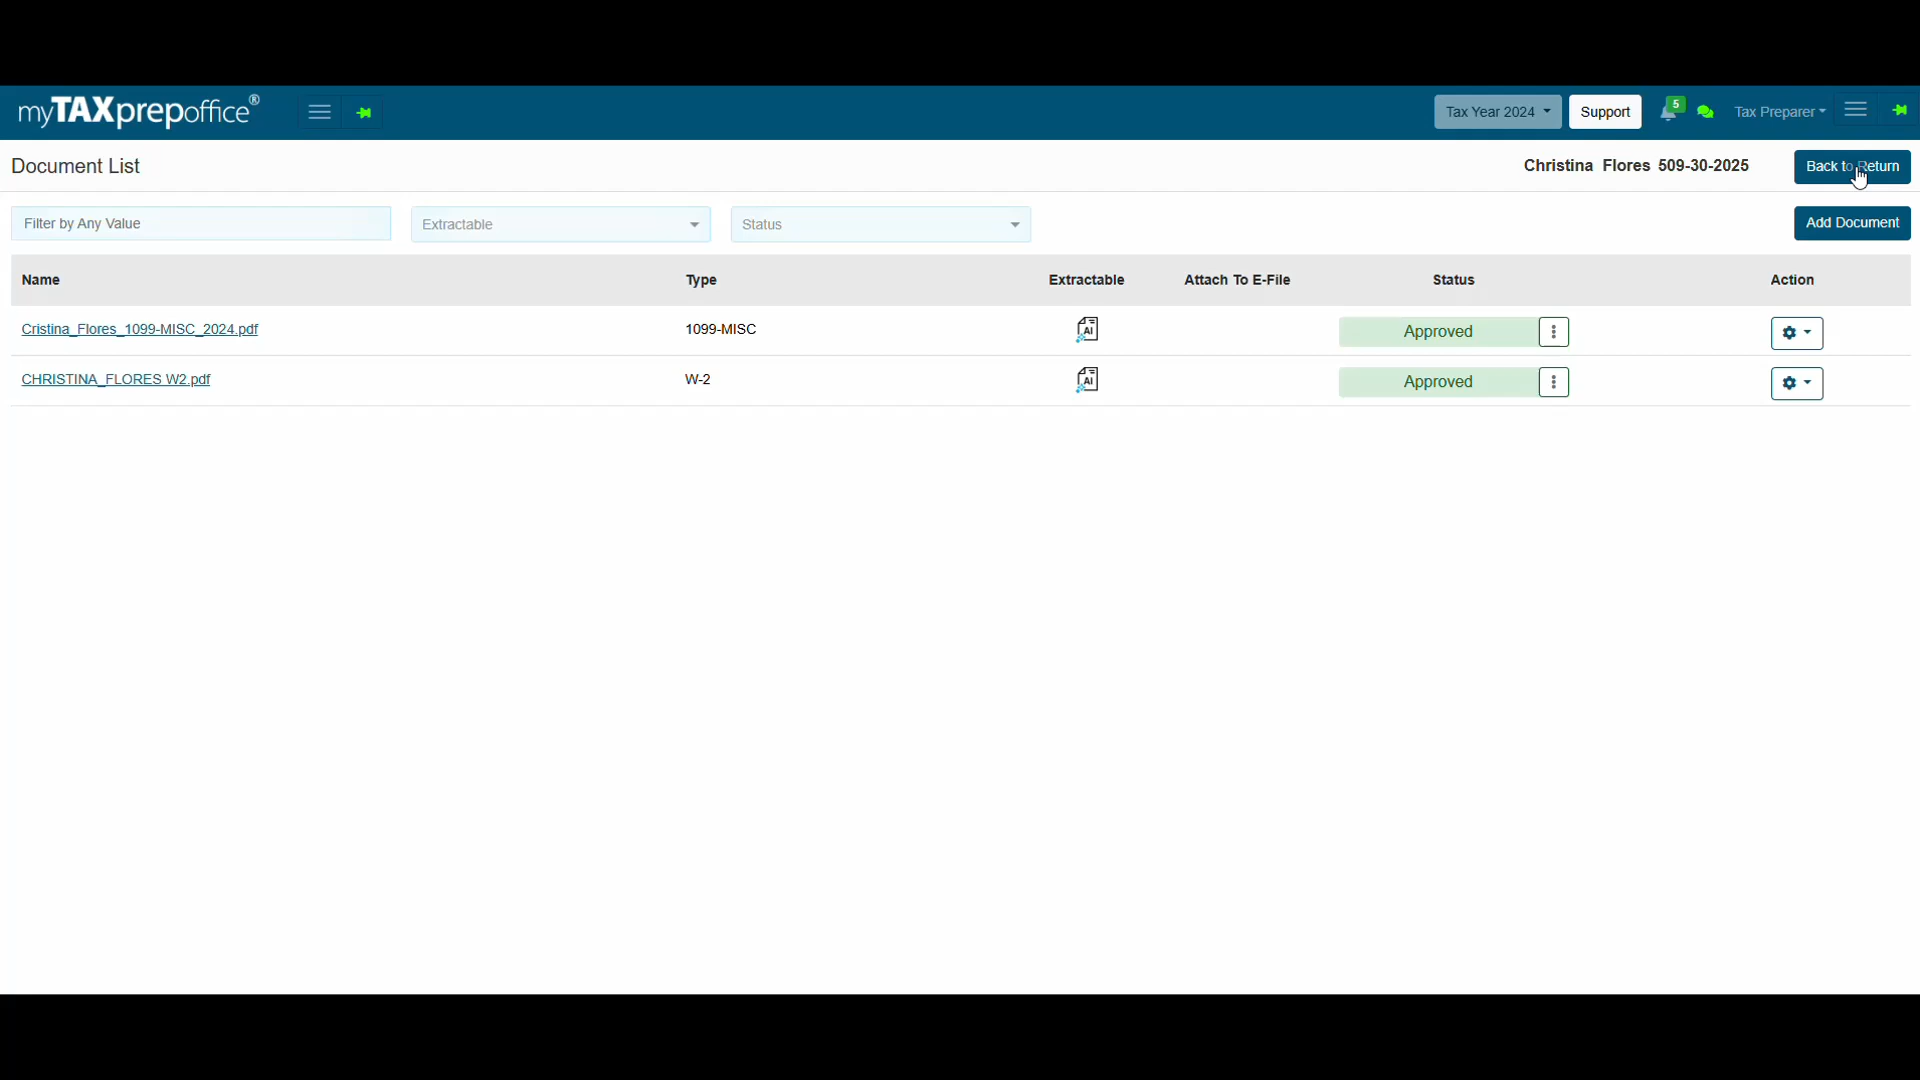 myTAXprepoffice®
Tax Year 2024
Support
5
Tax Preparer
Document List
Christina Flores 509-30-2025
Back to Return
Filter by Any Value
Extractable
Status
Add Document
Name Type Extractable Attach To E-File Status Action
Cristina_Flores_1099-MISC_2024.pdf 1099-MISC AI Approved
CHRISTINA_FLORES W2.pdf W-2 AI Approved